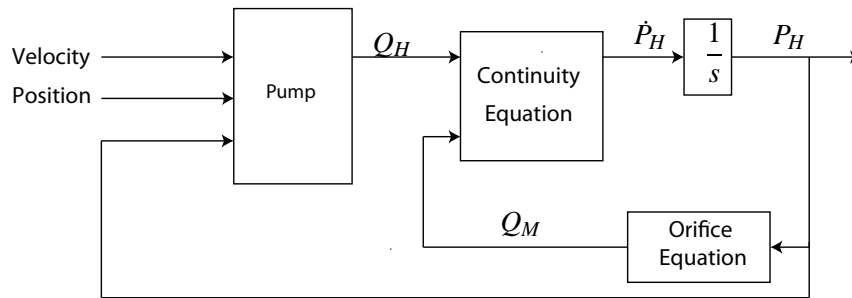 Velocity
Position
Pump
Q_H
Continuity
Equation
Ṗ_H
1
s
P_H
Q_M
Orifice
Equation